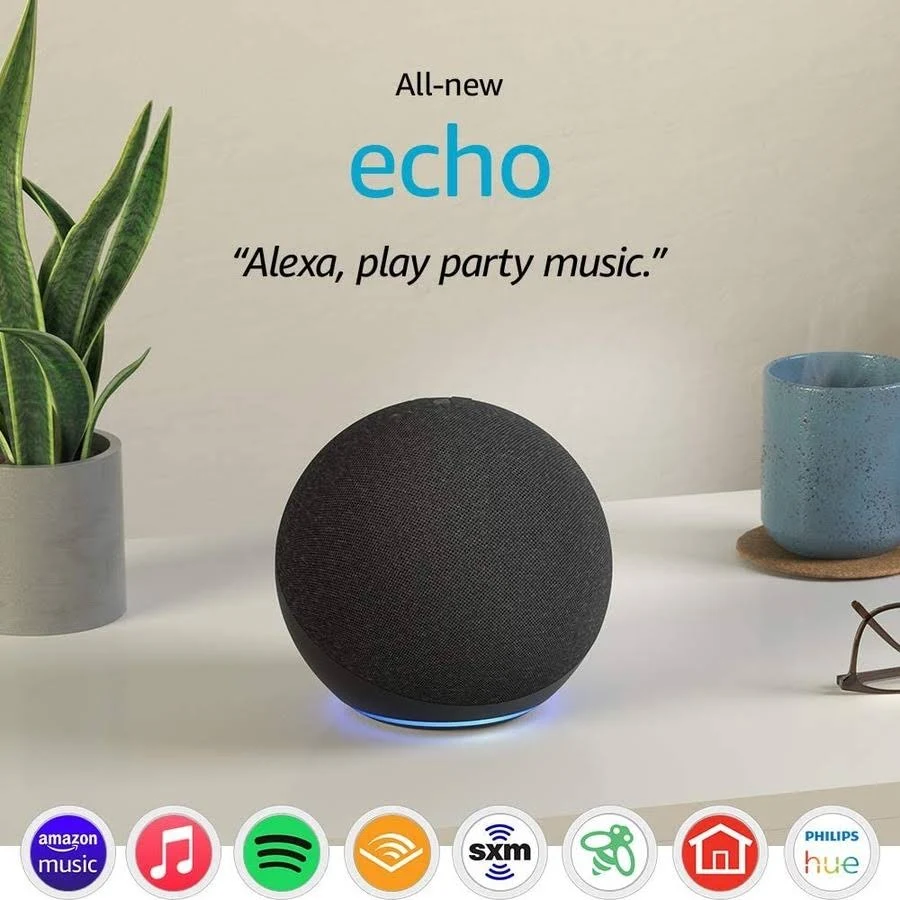 All-new
echo
“Alexa, play party music.”
amazon
music
sxm
PHILIPS
hue